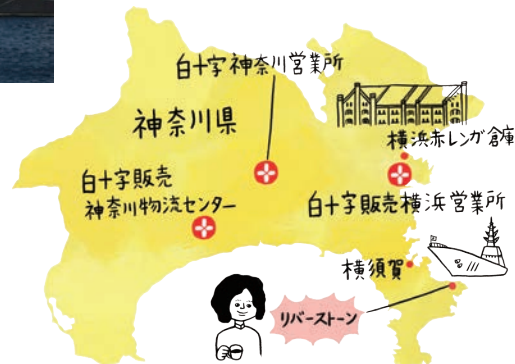 白十字神奈川営業所
神奈川県
横浜赤レンガ倉庫
白十字販売
神奈川物流センター
白十字販売横浜営業所
横須賀
リバーストーン